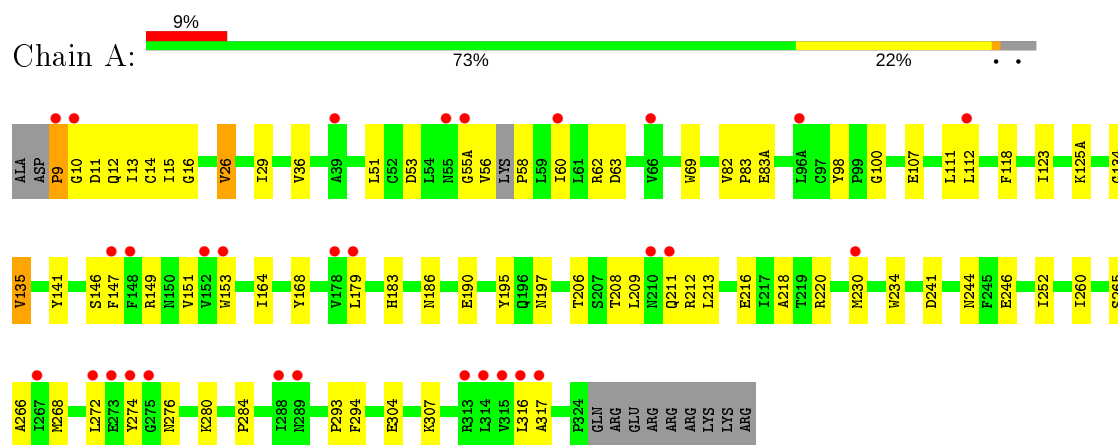 9%
Chain A:
73% 22% • •
ALA ASP P9 G10 D11 Q12 I13 C14 I15 G16 V26 I29 V36 A39 L51 C52 D53 L54 N55 G55A V56 LYS P58 L59 I60 L61 R62 D63 V66 W69 V82 P83 E83A L96A C97 Y98 P99 G100 E107 L111 L112 F118 I123 K125A G134
V135 Y141 S146 F147 F148 R149 N150 V151 V152 W153 I164 Y168 V178 L179 H183 N186 E190 Y195 Q196 N197 T206 S207 T208 L209 N210 Q211 R212 L213 E216 I217 A218 T219 R220 M230 W234 D241 N244 F245 E246 I252 I260 S265
A266 I267 M268 L272 E273 Y274 G275 N276 K280 P284 I288 N289 P293 F294 E304 K307 R313 L314 V315 L316 A317 P324 GLN ARG GLU ARG ARG ARG LYS LYS ARG